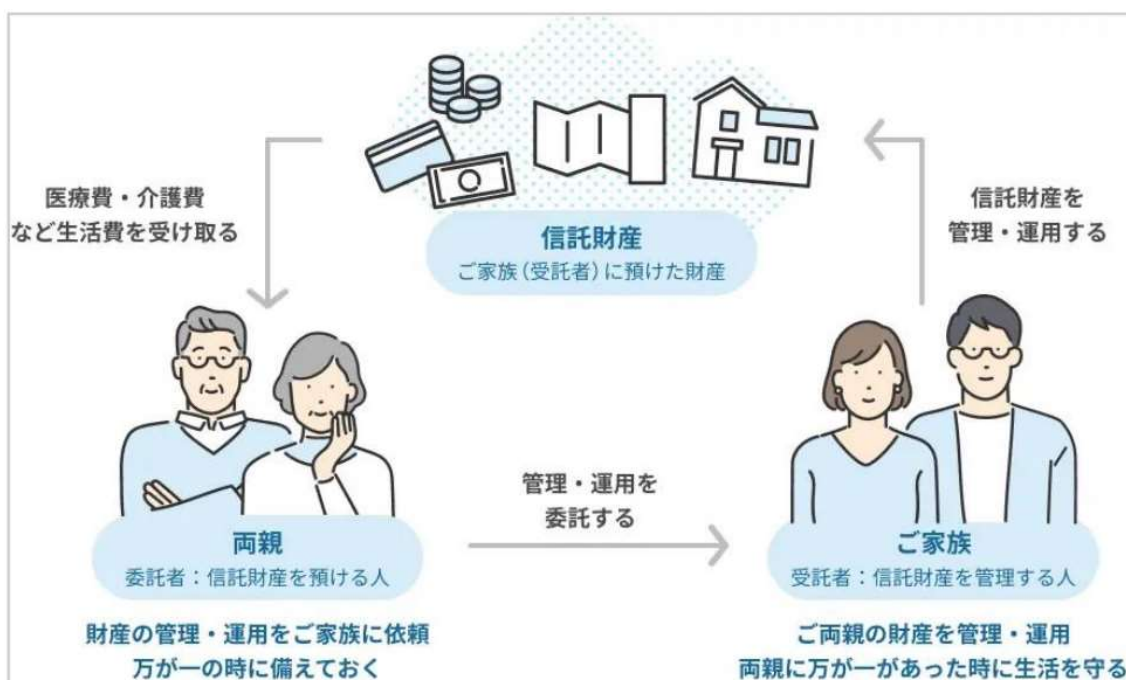 信託財産
ご家族（受託者）に預けた財産
医療費・介護費
など生活費を受け取る
信託財産を
管理・運用する
管理・運用を
委託する
両親
委託者：信託財産を預ける人
財産の管理・運用をご家族に依頼
万が一の時に備えておく
ご家族
受託者：信託財産を管理する人
ご両親の財産を管理・運用
両親に万が一があった時に生活を守る